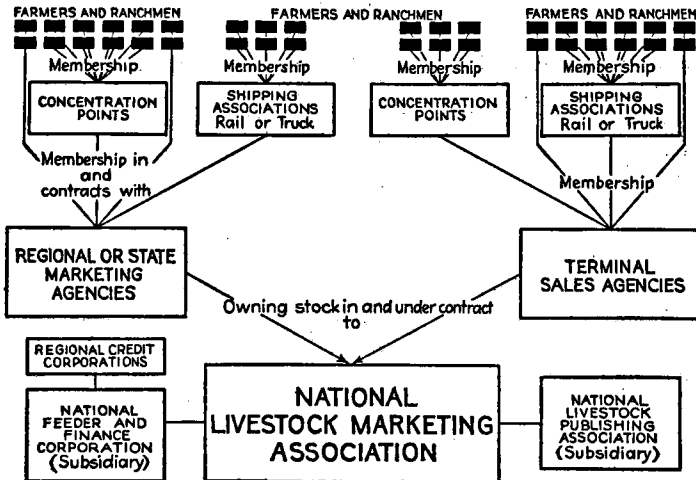 FARMERS AND RANCHMEN
FARMERS AND RANCHMEN
FARMERS AND RANCHMEN
Membership.
Membership
Membership
Membership
CONCENTRATION
POINTS
SHIPPING
ASSOCIATIONS
Rail or Truck
CONCENTRATION
POINTS
SHIPPING
ASSOCIATIONS
Rail or Truck
Membership in
and
contracts with
Membership
REGIONAL OR STATE
MARKETING
AGENCIES
TERMINAL
SALES AGENCIES
Owning stock in and under contract
to
REGIONAL CREDIT
CORPORATIONS
NATIONAL
FEEDER AND
FINANCE
CORPORATION
(Subsidiary)
NATIONAL
LIVESTOCK MARKETING
ASSOCIATION
NATIONAL
LIVESTOCK
PUBLISHING
ASSOCIATION
(Subsidiary)